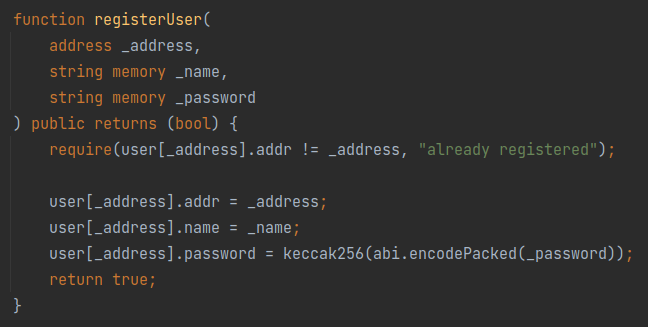 function registerUser(
    address _address,
    string memory _name,
    string memory _password
) public returns (bool) {
    require(user[_address].addr != _address, "already registered");

    user[_address].addr = _address;
    user[_address].name = _name;
    user[_address].password = keccak256(abi.encodePacked(_password));
    return true;
}